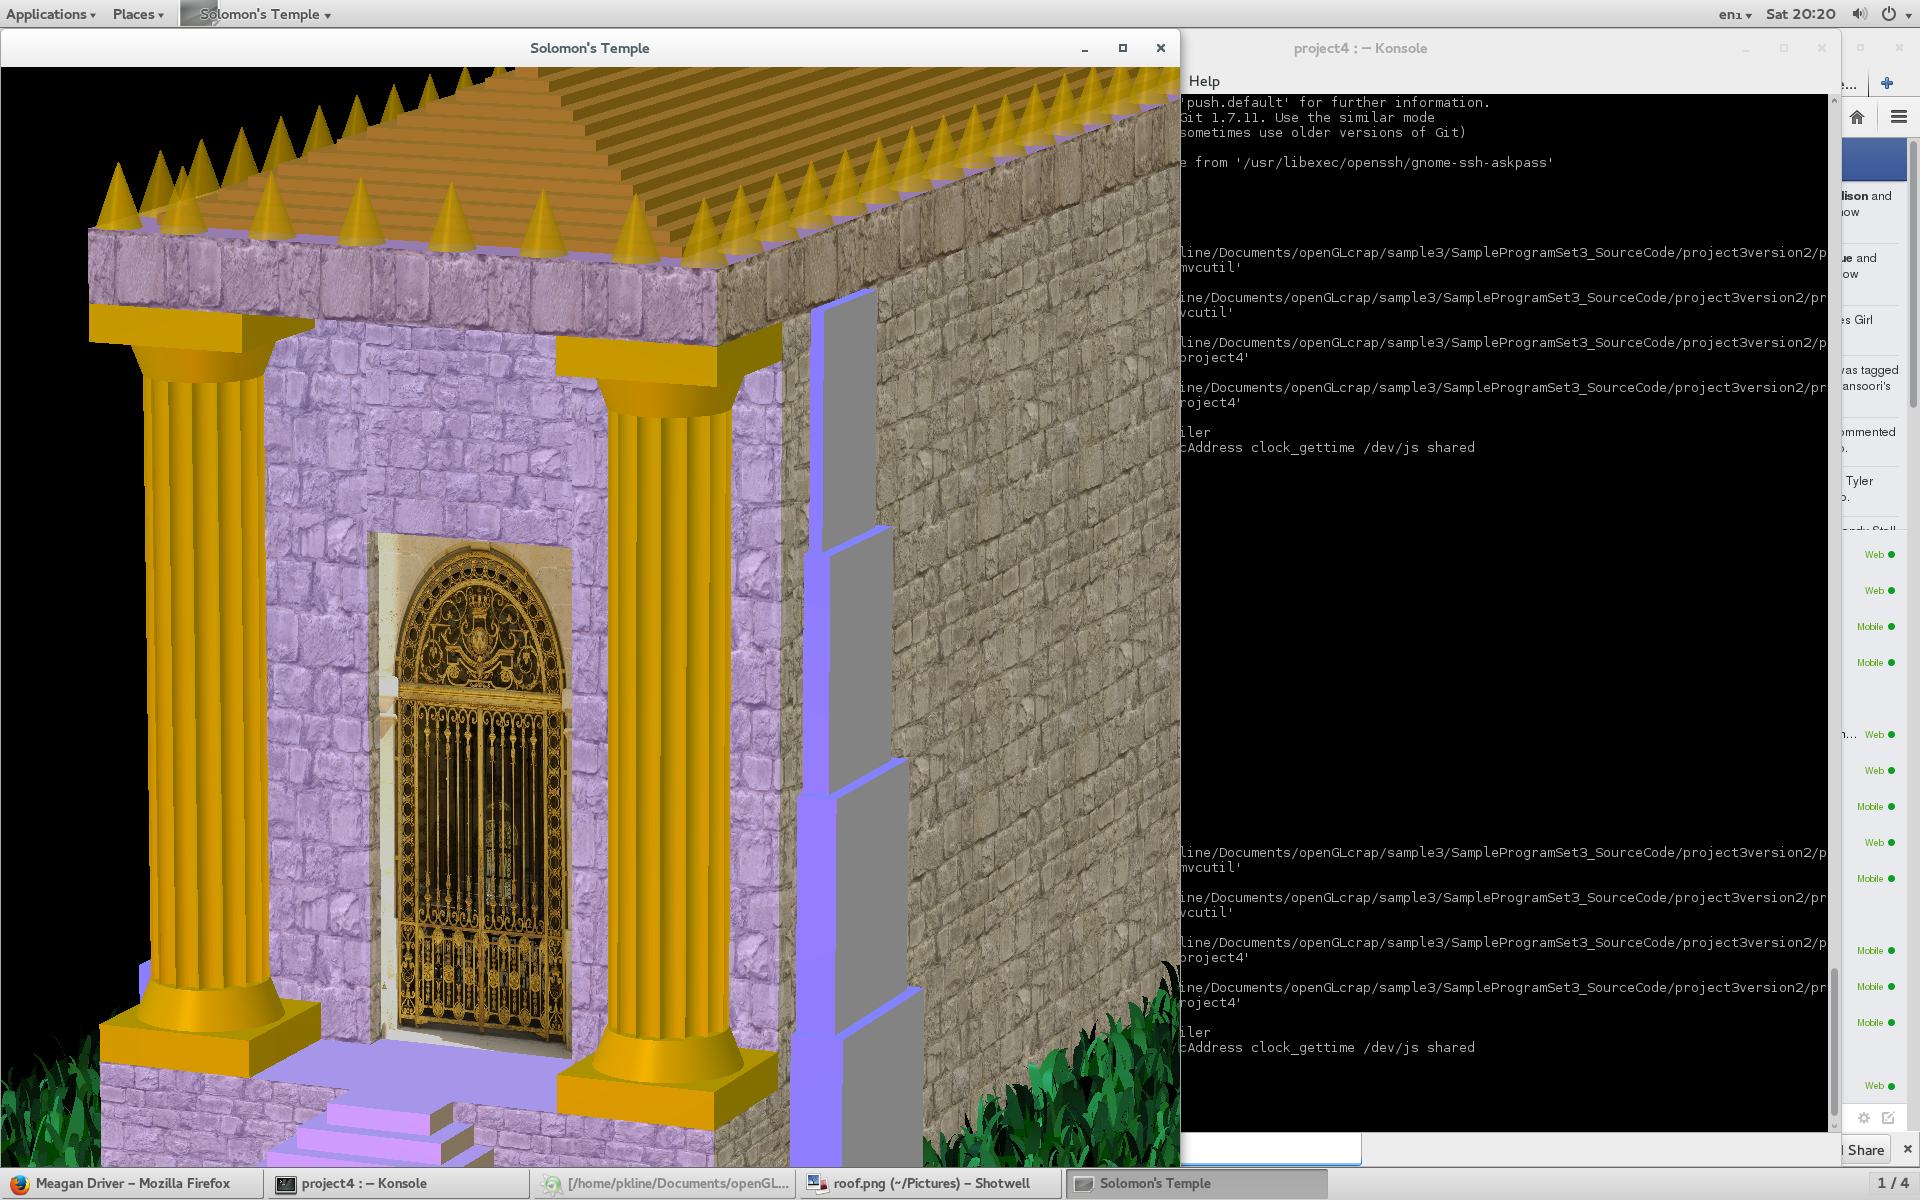 Applications Places Solomon's Temple en1 Sat 20:20
Solomon's Temple
project4 : – Konsole
Help
'push.default' for further information.
Git 1.7.11. Use the similar mode
sometimes use older versions of Git)
e from '/usr/libexec/openssh/gnome-ssh-askpass'
line/Documents/openGLcrap/sample3/SampleProgramSet3_SourceCode/project3version2/p
mvcutil'
ine/Documents/openGLcrap/sample3/SampleProgramSet3_SourceCode/project3version2/pr
vcutil'
line/Documents/openGLcrap/sample3/SampleProgramSet3_SourceCode/project3version2/p
project4'
ine/Documents/openGLcrap/sample3/SampleProgramSet3_SourceCode/project3version2/pr
roject4'
iler
cAddress clock_gettime /dev/js shared
line/Documents/openGLcrap/sample3/SampleProgramSet3_SourceCode/project3version2/p
mvcutil'
ine/Documents/openGLcrap/sample3/SampleProgramSet3_SourceCode/project3version2/pr
vcutil'
line/Documents/openGLcrap/sample3/SampleProgramSet3_SourceCode/project3version2/p
project4'
ine/Documents/openGLcrap/sample3/SampleProgramSet3_SourceCode/project3version2/pr
roject4'
iler
cAddress clock_gettime /dev/js shared
e...
lison and
now
ue and
ow
es Girl
was tagged
ansoori's
ommented
Tyler
Web
Web
Mobile
Mobile
Web
Web
Mobile
Web
Mobile
Mobile
Mobile
Mobile
Web
Share
Meagan Driver – Mozilla Firefox
project4 : – Konsole
[/home/pkline/Documents/openGL...
roof.png (~/Pictures) – Shotwell
Solomon's Temple
1 / 4